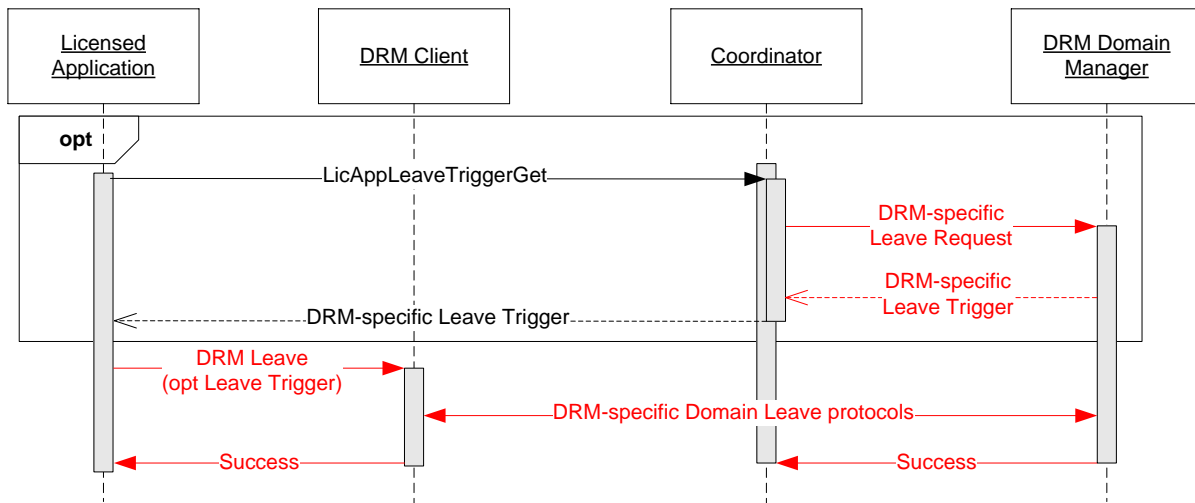 Licensed
Application
DRM Client
Coordinator
DRM Domain
Manager
opt
LicAppLeaveTriggerGet
DRM-specific
Leave Request
DRM-specific
Leave Trigger
DRM-specific Leave Trigger
DRM Leave
(opt Leave Trigger)
DRM-specific Domain Leave protocols
Success
Success